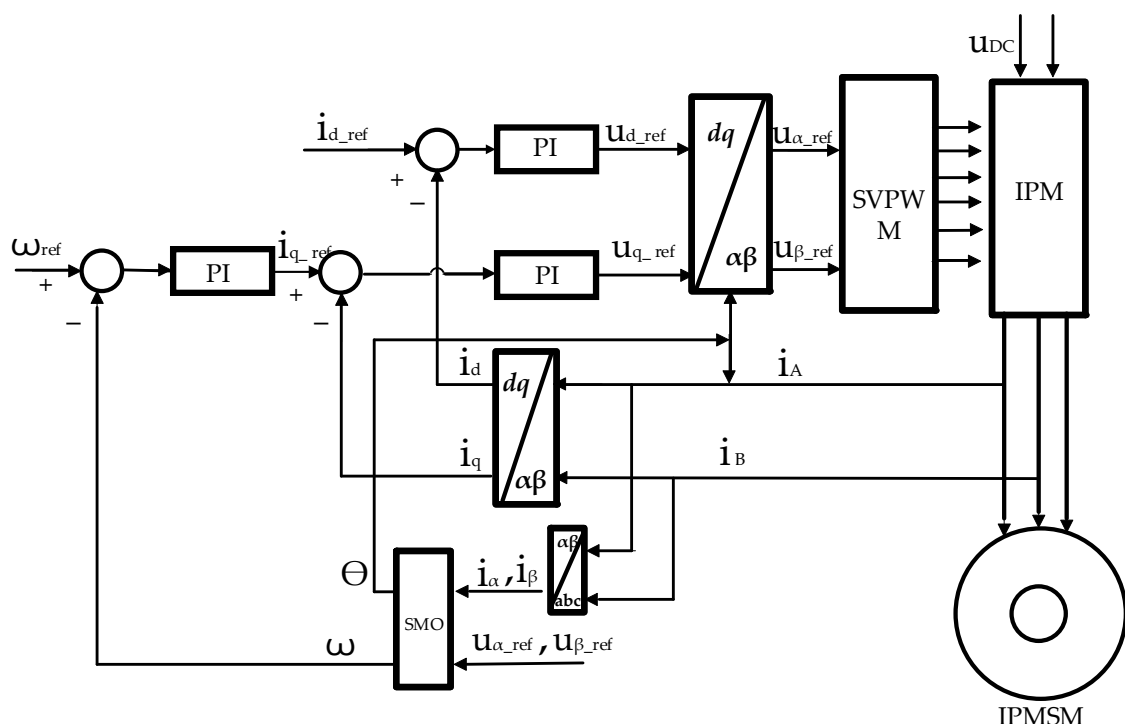 uDC
id_ref
+
−
PI
ud_ref
dq
αβ
uα_ref
SVPW
M
IPM
ωref
+
−
PI
iq_ref
+
−
PI
uq_ref
uβ_ref
id
dq
αβ
iA
iq
iB
αβ
abc
Θ
iα,iβ
SMO
ω
uα_ref,uβ_ref
IPMSM